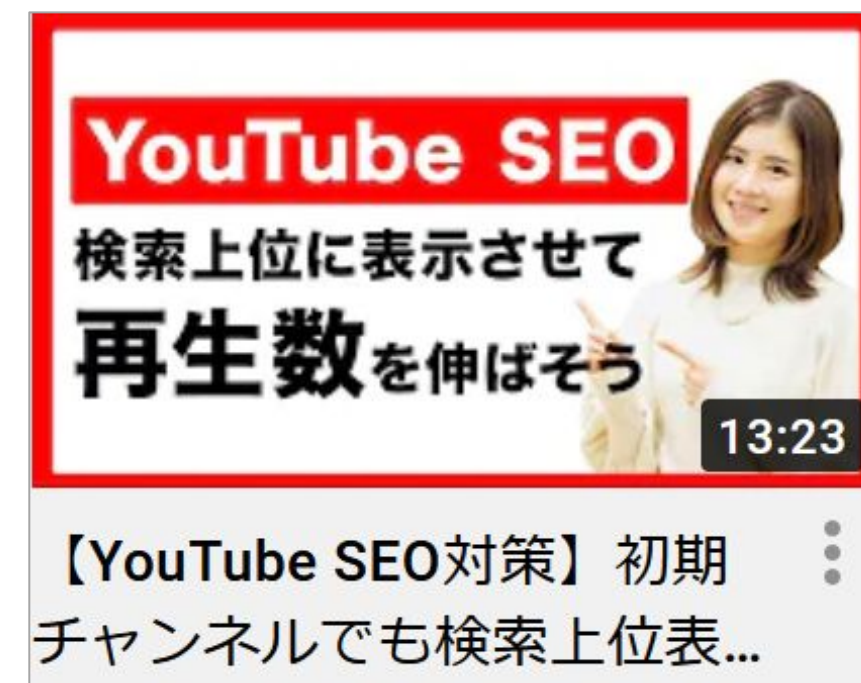 YouTube SEO
検索上位に表示させて
再生数を伸ばそう
13:23
【YouTube SEO対策】初期
チャンネルでも検索上位表...